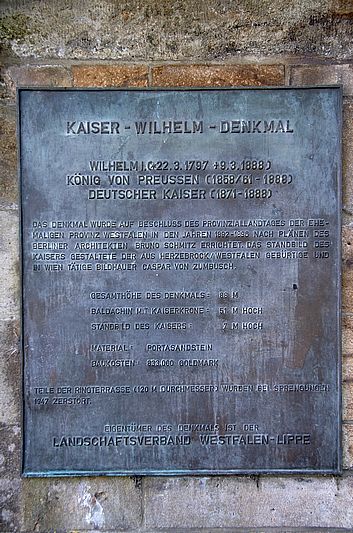 KAISER - WILHELM - DENKMAL
WILHELM I. (*22.3.1797 +9.3.1888)
KÖNIG VON PREUSSEN (1858/61 - 1888)
DEUTSCHER KAISER (1871 - 1888)
DAS DENKMAL WURDE AUF BESCHLUSS DES PROVINZIALLANDTAGES DER EHE-
MALIGEN PROVINZ WESTFALEN IN DEN JAHREN 1892-1896 NACH PLÄNEN DES
BERLINER ARCHITEKTEN BRUNO SCHMITZ ERRICHTET. DAS STANDBILD DES
KAISERS GESTALTETE DER AUS HERZEBROCK/WESTFALEN GEBÜRTIGE UND
IN WIEN TÄTIGE BILDHAUER CASPAR VON ZUMBUSCH.
GESAMTHÖHE DES DENKMALS: 88 M
BALDACHIN MIT KAISERKRONE: 51 M HOCH
STANDBILD DES KAISERS: 7 M HOCH
MATERIAL: PORTASANDSTEIN
BAUKOSTEN: 833.000 GOLDMARK
TEILE DER RINGTERRASSE (120 M DURCHMESSER) WURDEN BEI SPRENGUNGEN
1947 ZERSTÖRT.
EIGENTÜMER DES DENKMALS IST DER
LANDSCHAFTSVERBAND WESTFALEN-LIPPE